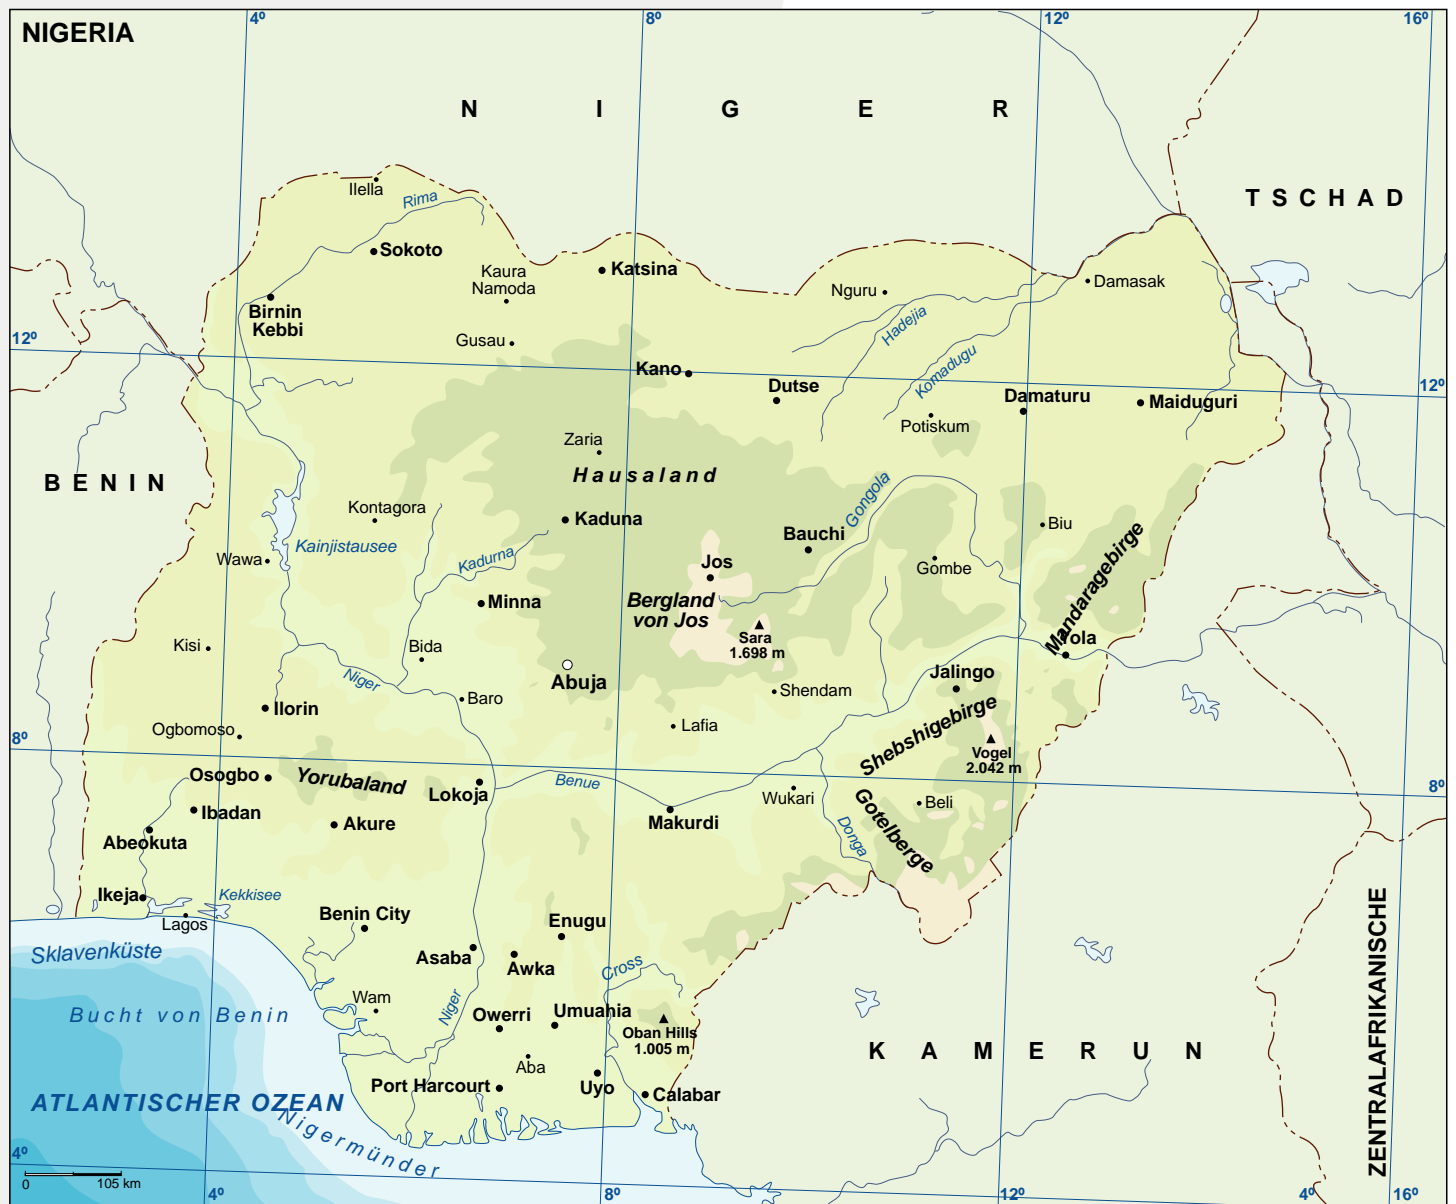 4º
8º
12º
16º
NIGERIA
N I G E R
TSCHAD
Ilella
Rima
Sokoto
Kaura
Namoda
Katsina
Nguru
Damasak
Birnin
Kebbi
Gusau
Hadejia
12º
Kano
Dutse
Komadugu
Damaturu
Maiduguri
12º
Potiskum
Zaria
Hausaland
BENIN
Kontagora
Kaduna
Gongola
Bauchi
Biu
Kainjistausee
Wawa
Kadurna
Jos
Gombe
Mandaragebirge
Minna
Bergland
von Jos
Sara
1.698 m
Yola
Kisi
Bida
Niger
Abuja
Jalingo
Baro
Shendam
Ilorin
Lafia
Shebshigebirge
Ogbomoso
8º
Vogel
2.042 m
Osogbo
Yorubaland
Lokoja
Benue
Wukari
Beli
8º
Ibadan
Akure
Makurdi
Donga
Gotelberge
Abeokuta
Ikeja
Kekkisee
Lagos
Benin City
Enugu
Sklavenküste
Asaba
Awka
Cross
Wam
Niger
Bucht von Benin
Owerri
Umuahia
Oban Hills
1.005 m
KAMERUN
Aba
Port Harcourt
Uyo
Calabar
ATLANTISCHER OZEAN
Nigermünder
ZENTRALAFRIKANISCHE
4º
0
105 km
4º
8º
12º
4º
16º